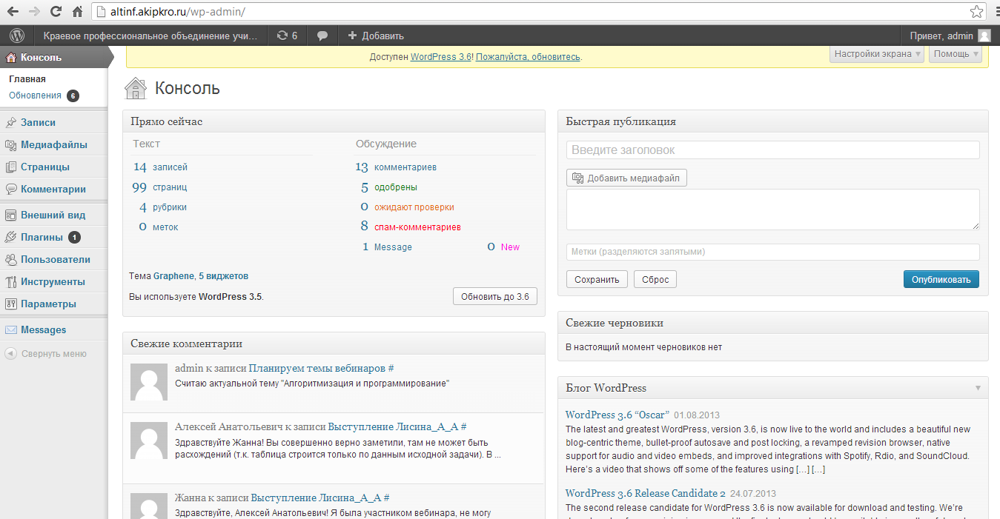 altinf.akipkro.ru/wp-admin/
Краевое профессиональное объединение учи… 6 Добавить Привет, admin
Консоль
Главная
Обновления 6
Записи
Медиафайлы
Страницы
Комментарии
Внешний вид
Плагины 1
Пользователи
Инструменты
Параметры
Messages
Свернуть меню
Доступен WordPress 3.6! Пожалуйста, обновитесь.
Настройки экрана Помощь
Консоль
Прямо сейчас
Текст Обсуждение
14 записей 13 комментариев
99 страниц 5 одобрены
4 рубрики 0 ожидают проверки
0 меток 8 спам-комментариев
1 Message 0 New
Тема Graphene, 5 виджетов
Вы используете WordPress 3.5. Обновить до 3.6
Свежие комментарии
admin к записи Планируем темы вебинаров #
Считаю актуальной тему "Алгоритмизация и программирование"
Алексей Анатольевич к записи Выступление Лисина_А_А #
Здравствуйте Жанна! Вы совершенно верно заметили, там не может быть
расхождений (т.к. таблица строится только по данным исходной задачи). В ...
Жанна к записи Выступление Лисина_А_А #
Здравствуйте, Алексей Анатольевич! Я была участником вебинара, не могу
Быстрая публикация
Введите заголовок
Добавить медиафайл
Метки (разделяются запятыми)
Сохранить Сброс Опубликовать
Свежие черновики
В настоящий момент черновиков нет
Блог WordPress
WordPress 3.6 “Oscar” 01.08.2013
The latest and greatest WordPress, version 3.6, is now live to the world and includes a beautiful new
blog-centric theme, bullet-proof autosave and post locking, a revamped revision browser, native
support for audio and video embeds, and improved integrations with Spotify, Rdio, and SoundCloud.
Here’s a video that shows off some of the features using […] […]
WordPress 3.6 Release Candidate 2 24.07.2013
The second release candidate for WordPress 3.6 is now available for download and testing. We’re